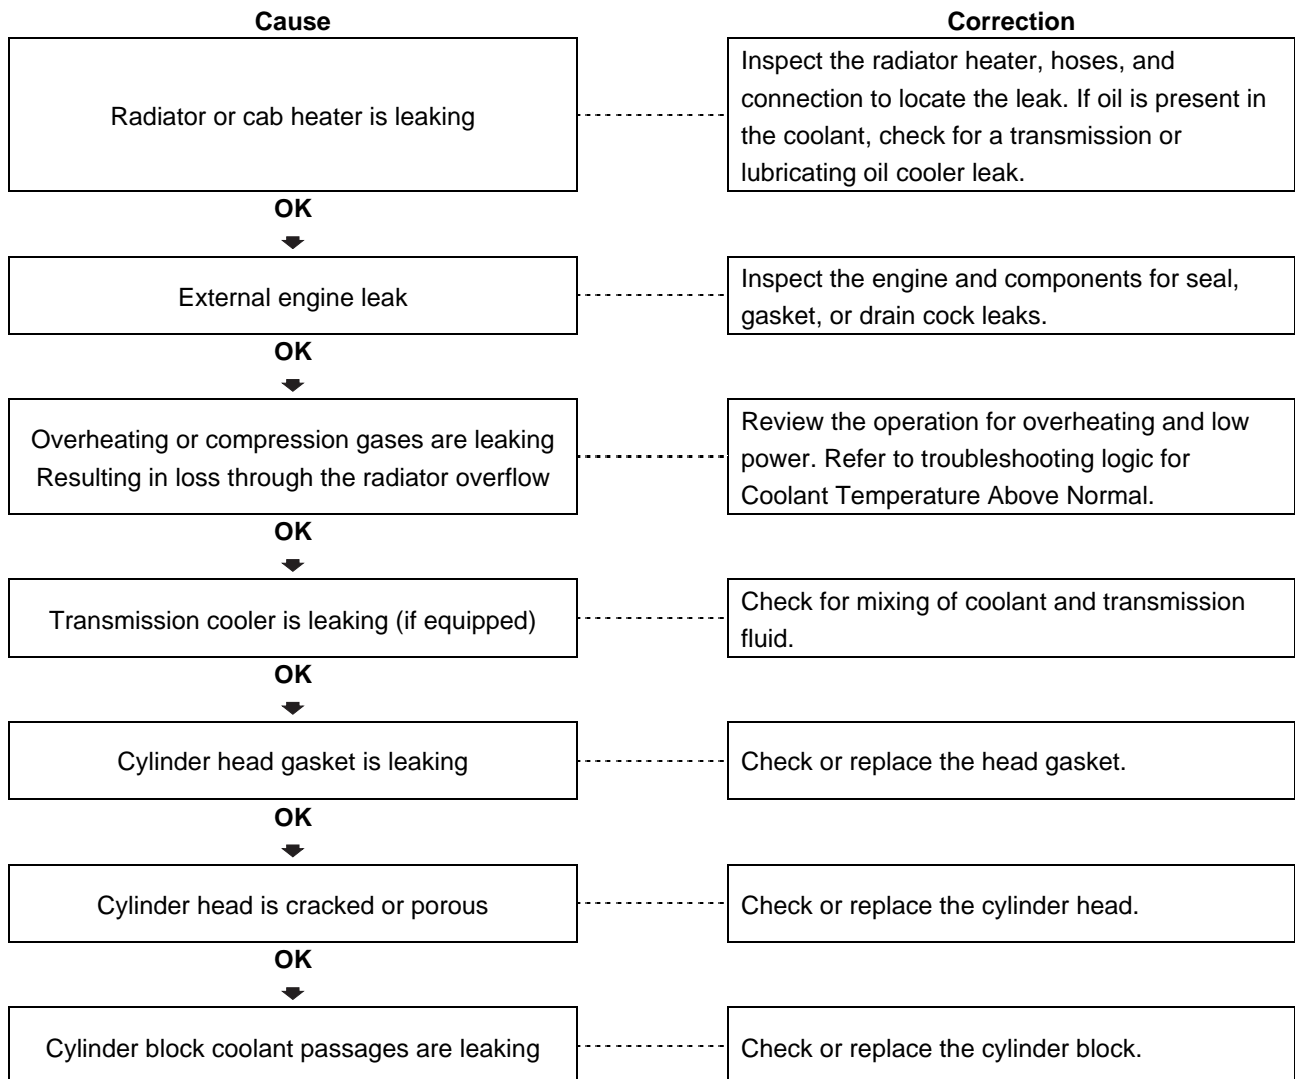 Cause
Correction
Radiator or cab heater is leaking
Inspect the radiator heater, hoses, and
connection to locate the leak. If oil is present in
the coolant, check for a transmission or
lubricating oil cooler leak.
OK
External engine leak
Inspect the engine and components for seal,
gasket, or drain cock leaks.
OK
Overheating or compression gases are leaking
Resulting in loss through the radiator overflow
Review the operation for overheating and low
power. Refer to troubleshooting logic for
Coolant Temperature Above Normal.
OK
Transmission cooler is leaking (if equipped)
Check for mixing of coolant and transmission
fluid.
OK
Cylinder head gasket is leaking
Check or replace the head gasket.
OK
Cylinder head is cracked or porous
Check or replace the cylinder head.
OK
Cylinder block coolant passages are leaking
Check or replace the cylinder block.